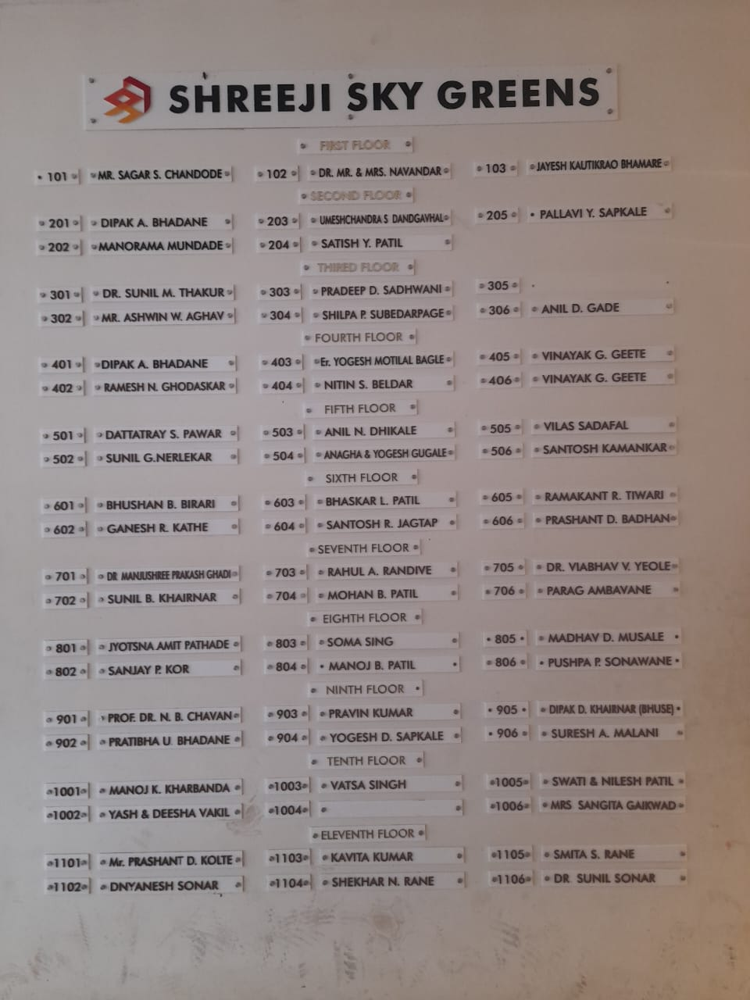 SHREEJI SKY GREENS
FIRST FLOOR
101 MR. SAGAR S. CHANDODE 102 DR. MR. & MRS. NAVANDAR 103 JAYESH KAUTIKRAO BHAMARE
SECOND FLOOR
201 DIPAK A. BHADANE 203 UMESHCHANDRA S DANDGAVHAL 205 PALLAVI Y. SAPKALE
202 MANORAMA MUNDADE 204 SATISH Y. PATIL
THIRED FLOOR
301 DR. SUNIL M. THAKUR 303 PRADEEP D. SADHWANI 305
302 MR. ASHWIN W. AGHAV 304 SHILPA P. SUBEDARPAGE 306 ANIL D. GADE
FOURTH FLOOR
401 DIPAK A. BHADANE 403 Er. YOGESH MOTILAL BAGLE 405 VINAYAK G. GEETE
402 RAMESH N. GHODASKAR 404 NITIN S. BELDAR 406 VINAYAK G. GEETE
FIFTH FLOOR
501 DATTATRAY S. PAWAR 503 ANIL N. DHIKALE 505 VILAS SADAFAL
502 SUNIL G.NERLEKAR 504 ANAGHA & YOGESH GUGALE 506 SANTOSH KAMANKAR
SIXTH FLOOR
601 BHUSHAN B. BIRARI 603 BHASKAR L. PATIL 605 RAMAKANT R. TIWARI
602 GANESH R. KATHE 604 SANTOSH R. JAGTAP 606 PRASHANT D. BADHAN
SEVENTH FLOOR
701 DR. MANJUSHREE PRAKASH GHADI 703 RAHUL A. RANDIVE 705 DR. VIABHAV V. YEOLE
702 SUNIL B. KHAIRNAR 704 MOHAN B. PATIL 706 PARAG AMBAVANE
EIGHTH FLOOR
801 JYOTSNA AMIT PATHADE 803 SOMA SING 805 MADHAV D. MUSALE
802 SANJAY P. KOR 804 MANOJ B. PATIL 806 PUSHPA P. SONAWANE
NINTH FLOOR
901 PROF. DR. N. B. CHAVAN 903 PRAVIN KUMAR 905 DIPAK D. KHAIRNAR (BHUSE)
902 PRATIBHA U. BHADANE 904 YOGESH D. SAPKALE 906 SURESH A. MALANI
TENTH FLOOR
1001 MANOJ K. KHARBANDA 1003 VATSA SINGH 1005 SWATI & NILESH PATIL
1002 YASH & DEESHA VAKIL 1004 1006 MRS SANGITA GAIKWAD
ELEVENTH FLOOR
1101 Mr. PRASHANT D. KOLTE 1103 KAVITA KUMAR 1105 SMITA S. RANE
1102 DNYANESH SONAR 1104 SHEKHAR N. RANE 1106 DR. SUNIL SONAR